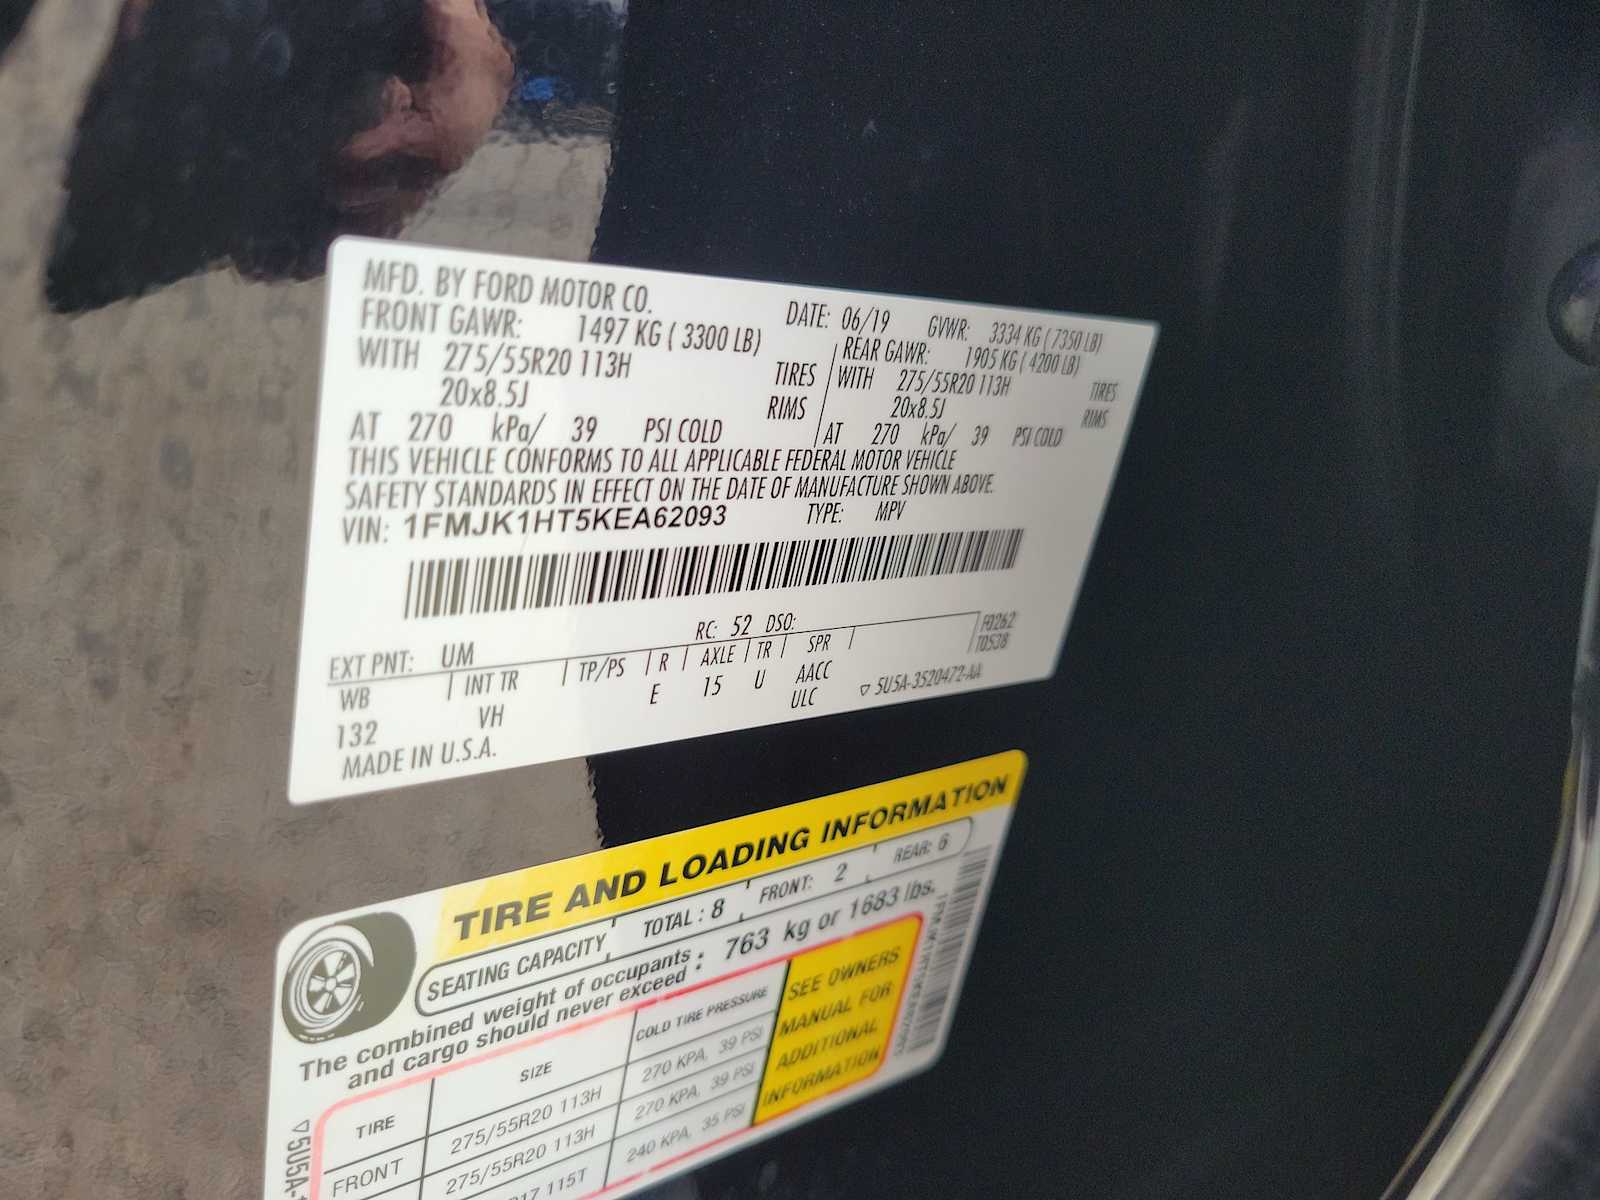 MFD. BY FORD MOTOR CO. DATE: 06/19 GVWR: 3334 KG ( 7350 LB)
FRONT GAWR: 1497 KG ( 3300 LB) REAR GAWR: 1905 KG ( 4200 LB)
WITH 275/55R20 113H TIRES WITH 275/55R20 113H TIRES
20x8.5J RIMS 20x8.5J RIMS
AT 270 kPa/ 39 PSI COLD AT 270 kPa/ 39 PSI COLD
THIS VEHICLE CONFORMS TO ALL APPLICABLE FEDERAL MOTOR VEHICLE
SAFETY STANDARDS IN EFFECT ON THE DATE OF MANUFACTURE SHOWN ABOVE.
VIN: 1FMJK1HT5KEA62093 TYPE: MPV
F0262
EXT PNT: UM RC: 52 DSO: T0538
WB INT TR TP/PS R AXLE TR SPR
132 VH E 15 U AACC
ULC
MADE IN U.S.A. 5U5A-3520472-AA
TIRE AND LOADING INFORMATION
SEATING CAPACITY TOTAL : 8 FRONT: 2 REAR: 6
The combined weight of occupants : 763 kg or 1683 lbs.
and cargo should never exceed
TIRE SIZE COLD TIRE PRESSURE
FRONT 275/55R20 113H 270 KPA, 39 PSI
275/55R20 113H 270 KPA, 39 PSI
115T 240 KPA, 35 PSI
SEE OWNERS
MANUAL FOR
ADDITIONAL
INFORMATION
5U5A-